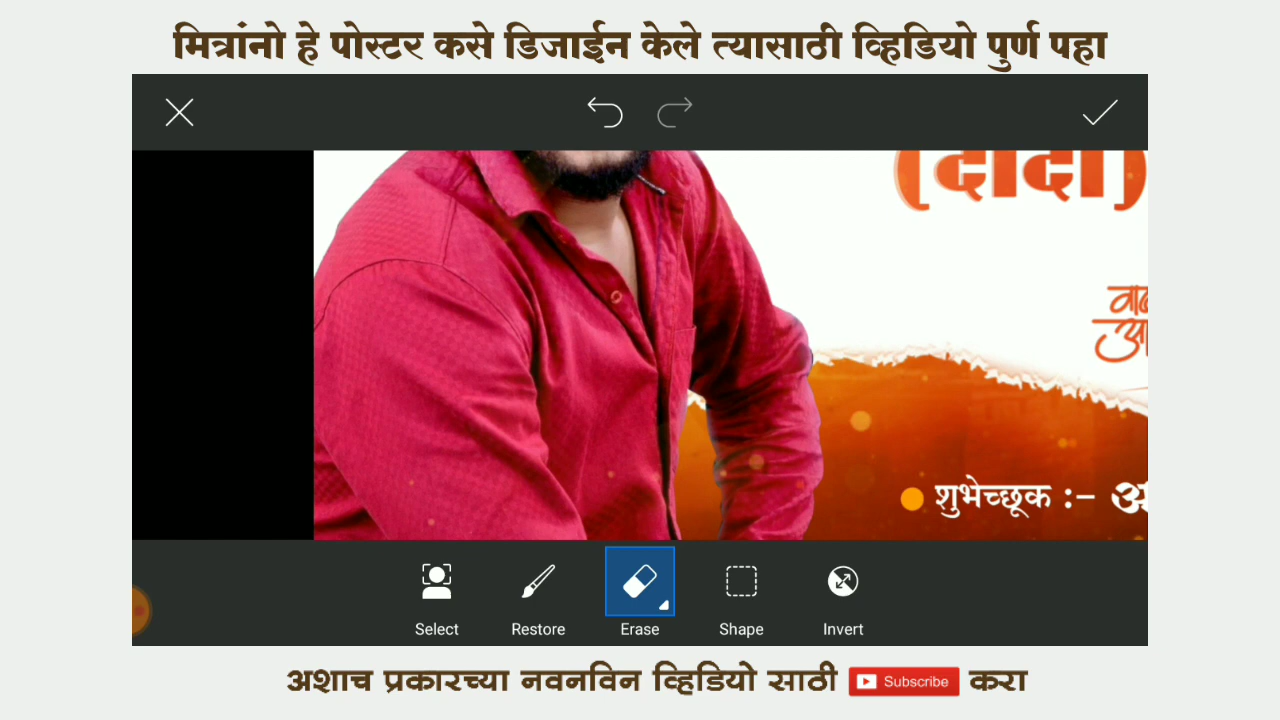 मित्रांनो हे पोस्टर कसे डिजाईन केले त्यासाठी व्हिडियो पुर्ण पहा
(दादा)
शुभेच्छूक :–
Select Restore Erase Shape Invert
अशाच प्रकारच्या नवनविन व्हिडियो साठी Subscribe करा